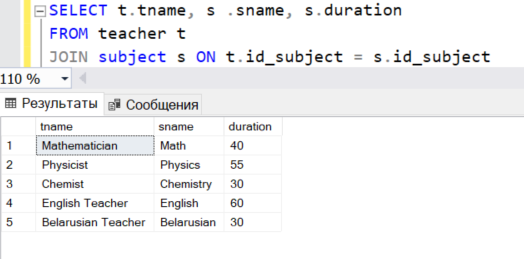 SELECT t.tname, s .sname, s.duration
FROM teacher t
JOIN subject s ON t.id_subject = s.id_subject
110 %
Результаты Сообщения
tname sname duration
1 Mathematician Math 40
2 Physicist Physics 55
3 Chemist Chemistry 30
4 English Teacher English 60
5 Belarusian Teacher Belarusian 30